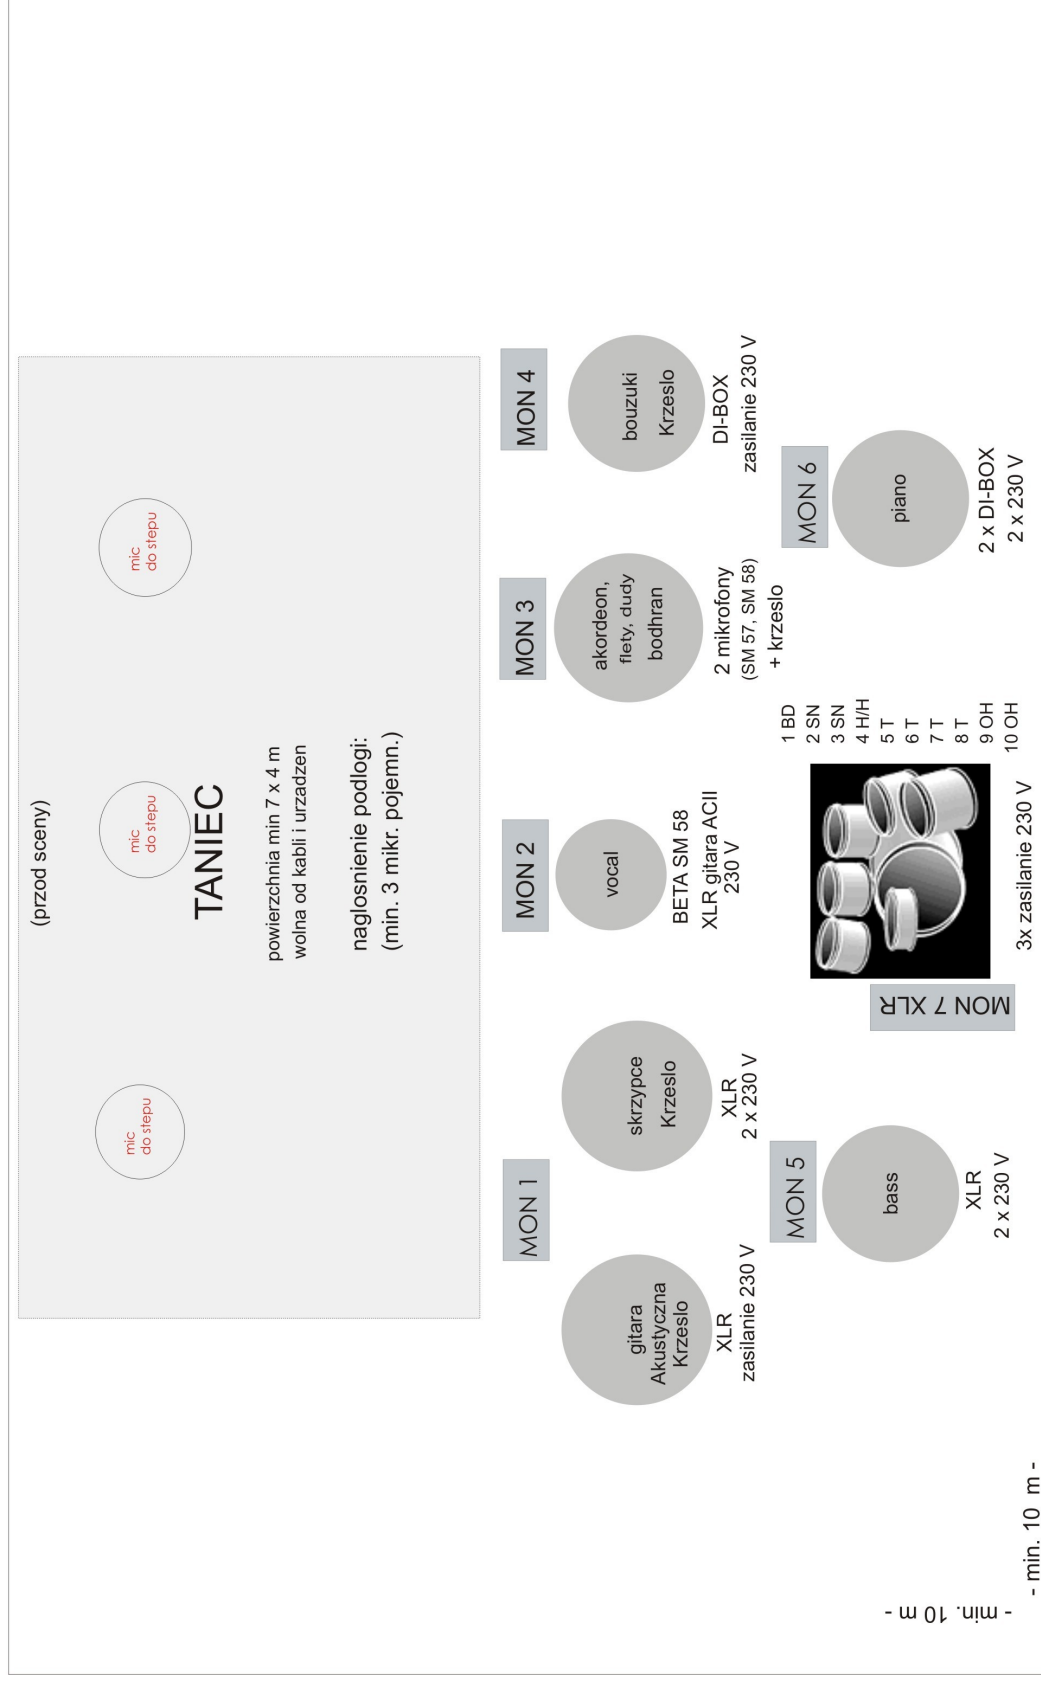 (przod sceny)
mic
do stepu
mic
do stepu
mic
do stepu
TANIEC
powierzchnia min 7 x 4 m
wolna od kabli i urzadzen
naglosnienie podlogi:
(min. 3 mikr. pojemn.)
MON 1
MON 2
MON 3
MON 4
gitara
Akustyczna
Krzeslo
XLR
zasilanie 230 V
skrzypce
Krzeslo
XLR
2 x 230 V
vocal
BETA SM 58
XLR gitara ACII
230 V
akordeon,
flety, dudy
bodhran
2 mikrofony
(SM 57, SM 58)
+ krzeslo
bouzuki
Krzeslo
DI-BOX
zasilanie 230 V
MON 5
bass
XLR
2 x 230 V
MON 7 XLR
1 BD
2 SN
3 SN
4 H/H
5 T
6 T
7 T
8 T
9 OH
10 OH
3x zasilanie 230 V
MON 6
piano
2 x DI-BOX
2 x 230 V
- min. 10 m -
- min. 10 m -